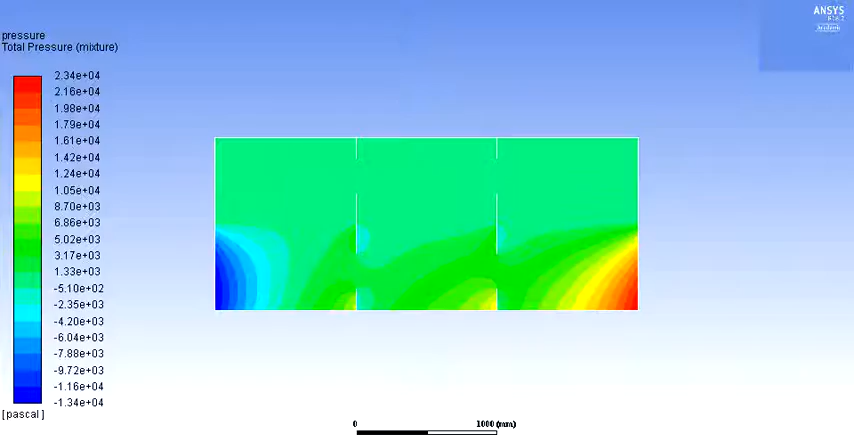 ANSYS
Academic
pressure
Total Pressure (mixture)
2.34e+04
2.16e+04
1.98e+04
1.79e+04
1.61e+04
1.42e+04
1.24e+04
1.05e+04
8.70e+03
6.86e+03
5.02e+03
3.17e+03
1.33e+03
-5.10e+02
-2.35e+03
-4.20e+03
-6.04e+03
-7.88e+03
-9.72e+03
-1.16e+04
-1.34e+04
[pascal]
0 1000 (mm)